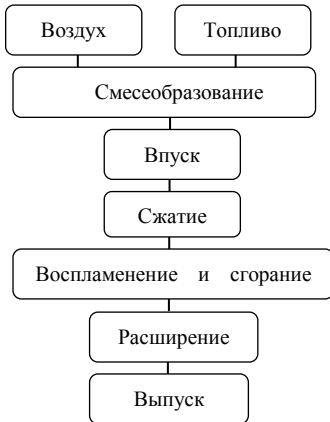 Воздух
Топливо
Смесеобразование
Впуск
Сжатие
Воспламенение и сгорание
Расширение
Выпуск